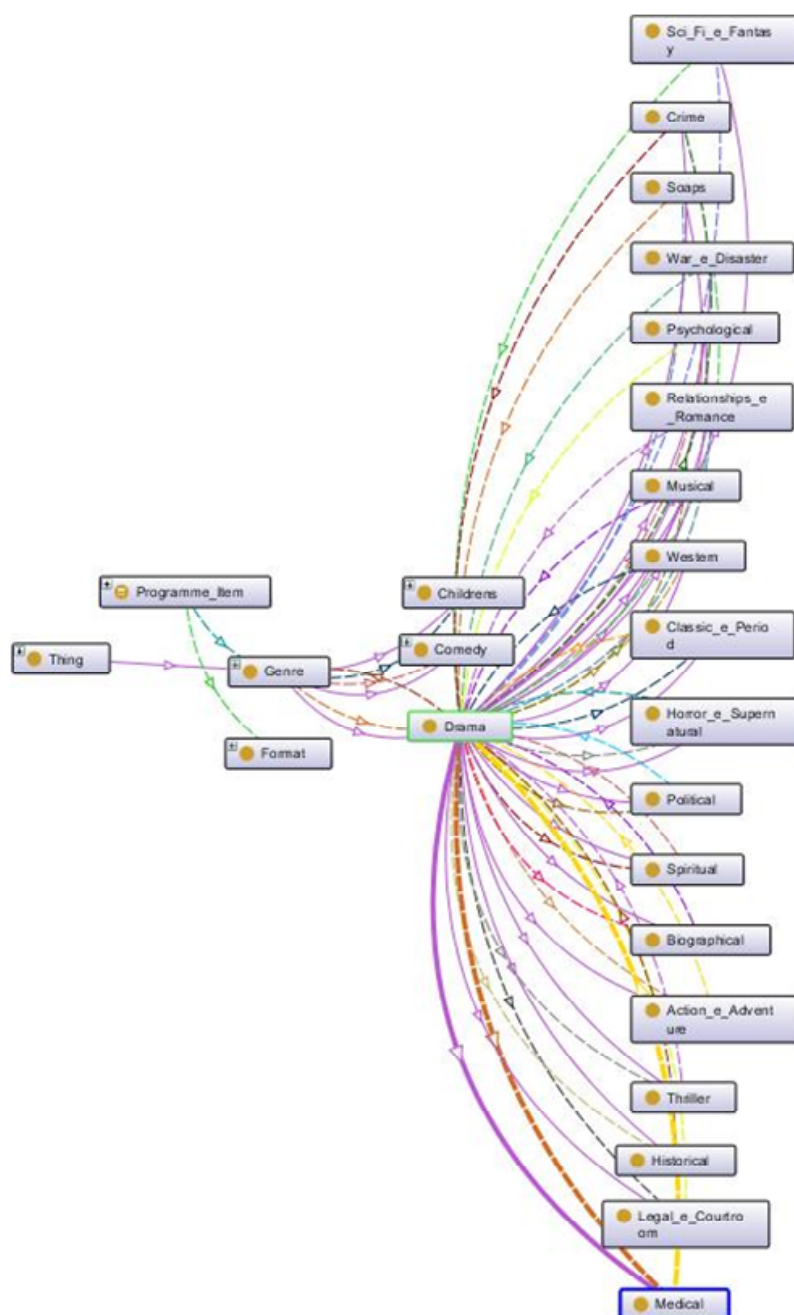 Sci_Fi_e_Fantas
y
Crime
Soaps
War_e_Disaster
Psychological
Relationships_e
_Romance
Musical
Western
Programme_Item
Childrens
Classic_e_Perio
d
Comedy
Thing
Genre
Horror_e_Supern
atural
Drama
Format
Political
Spiritual
Biographical
Action_e_Advent
ure
Thriller
Historical
Legal_e_Courtro
om
Medical